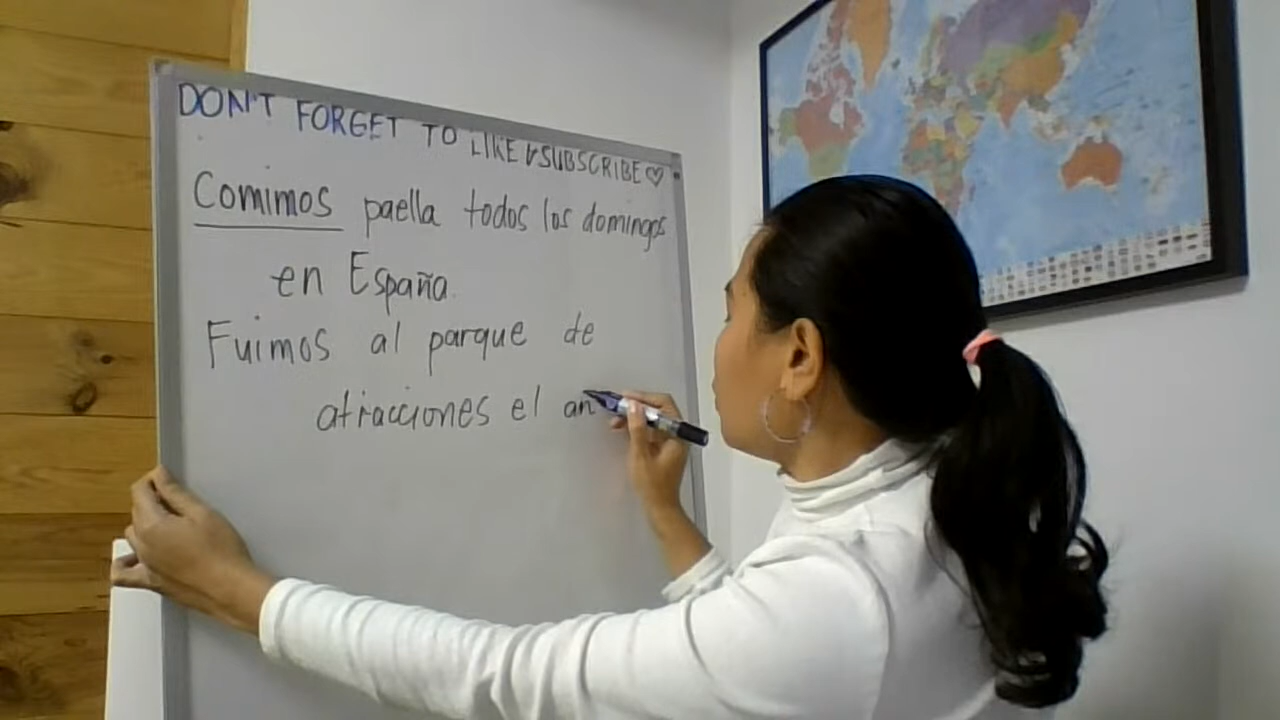 DON'T FORGET TO LIKE & SUBSCRIBE ♡
Comimos paella todos los domingos
en España.
Fuimos al parque de
atracciones el an